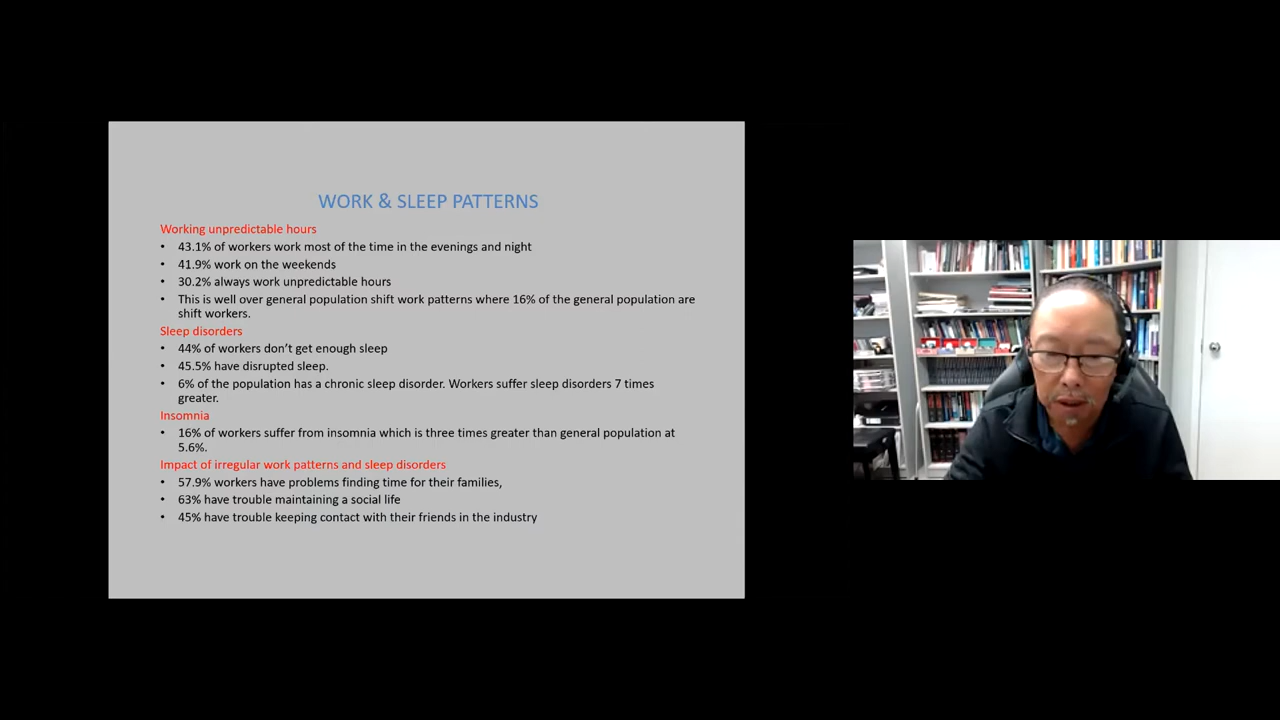 WORK & SLEEP PATTERNS
Working unpredictable hours
• 43.1% of workers work most of the time in the evenings and night
• 41.9% work on the weekends
• 30.2% always work unpredictable hours
• This is well over general population shift work patterns where 16% of the general population are
shift workers.
Sleep disorders
• 44% of workers don’t get enough sleep
• 45.5% have disrupted sleep.
• 6% of the population has a chronic sleep disorder. Workers suffer sleep disorders 7 times
greater.
Insomnia
• 16% of workers suffer from insomnia which is three times greater than general population at
5.6%.
Impact of irregular work patterns and sleep disorders
• 57.9% workers have problems finding time for their families,
• 63% have trouble maintaining a social life
• 45% have trouble keeping contact with their friends in the industry